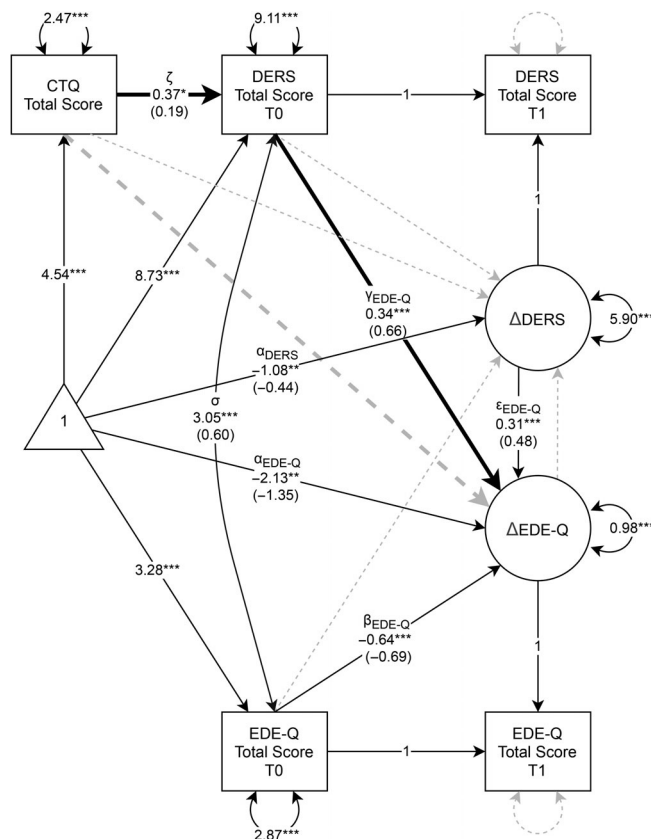 2.47***
9.11***
CTQ
Total Score
ζ
0.37*
(0.19)
DERS
Total Score
T0
1
DERS
Total Score
T1
4.54***
8.73***
1
γEDE-Q
0.34***
(0.66)
ΔDERS
5.90***
αDERS
−1.08**
(−0.44)
σ
3.05***
(0.60)
εEDE-Q
0.31***
(0.48)
1
αEDE-Q
−2.13**
(−1.35)
ΔEDE-Q
0.98***
3.28***
βEDE-Q
−0.64***
(−0.69)
1
EDE-Q
Total Score
T0
1
EDE-Q
Total Score
T1
2.87***